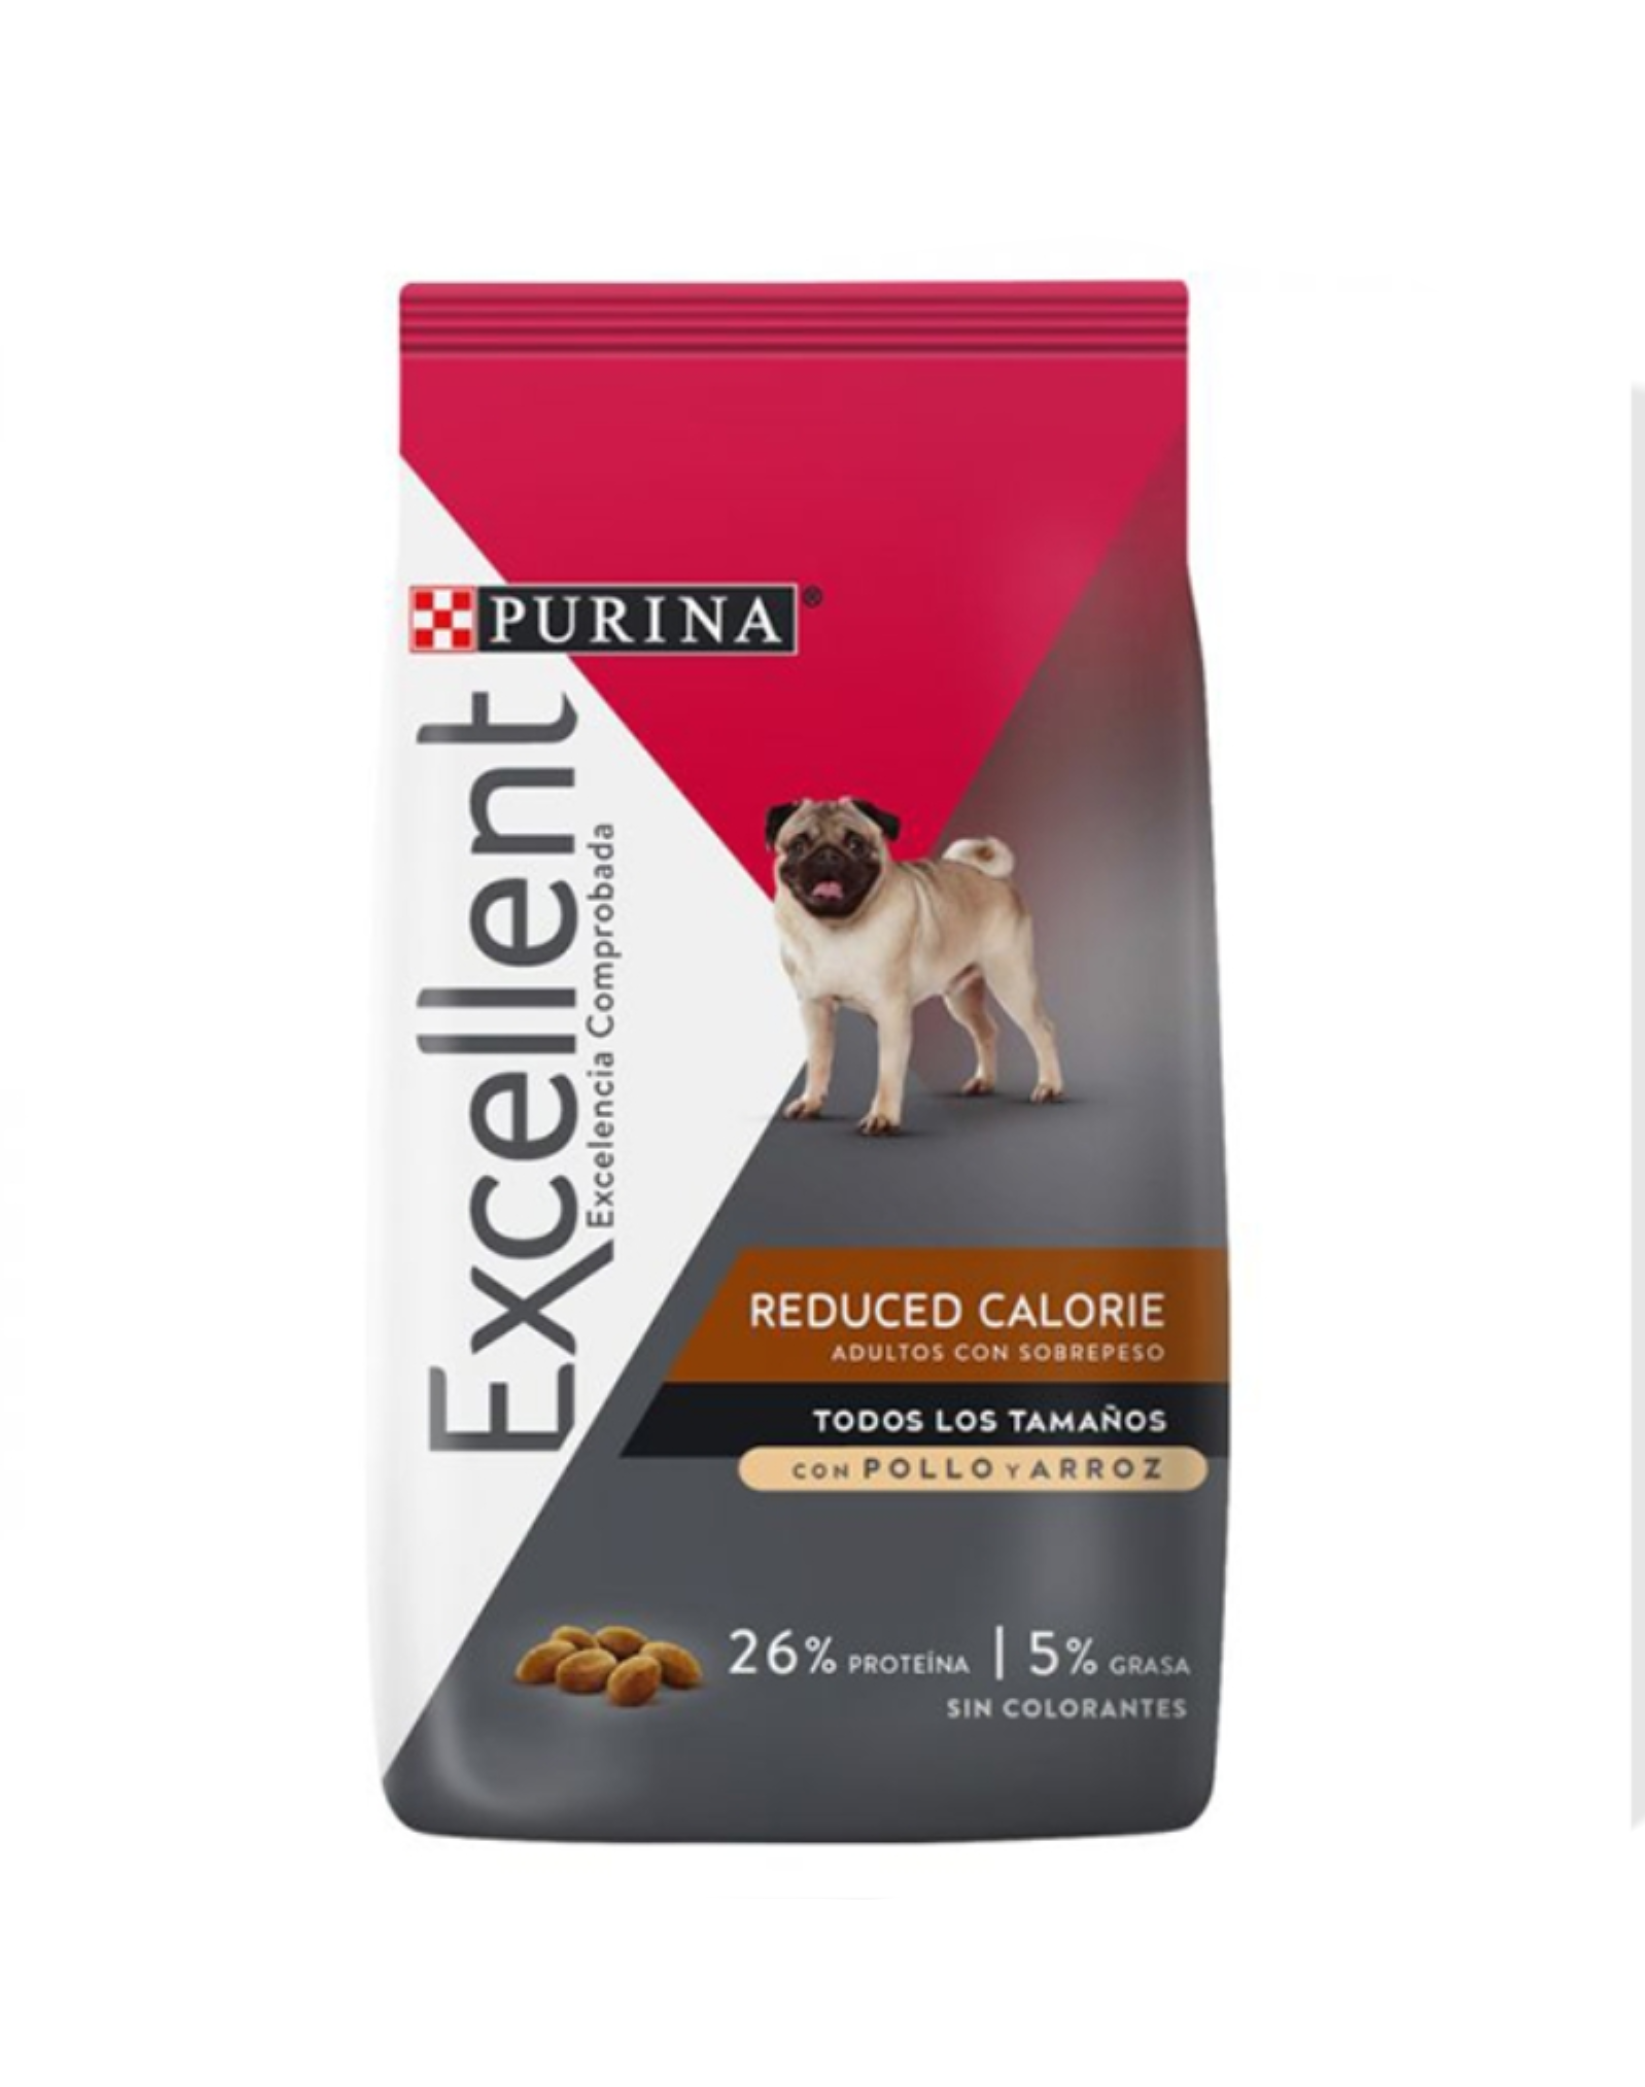 PURINA®
Excellent
Excelencia Comprobada
REDUCED CALORIE
ADULTOS CON SOBREPESO
TODOS LOS TAMAÑOS
CON POLLO Y ARROZ
26% PROTEÍNA | 5% GRASA
SIN COLORANTES